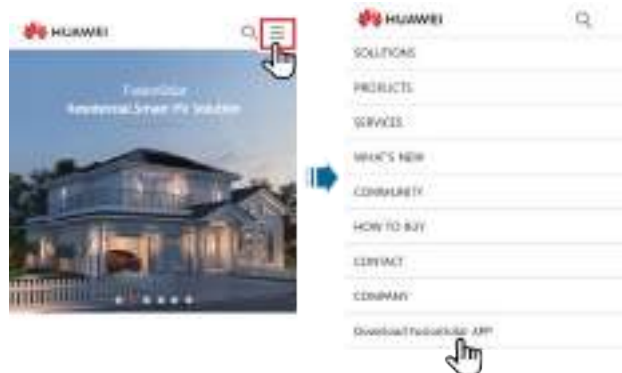 HUAWEI
FusionSolar
Residential Smart PV Solution
HUAWEI
SOLUTIONS
PRODUCTS
SERVICES
WHAT'S NEW
COMMUNITY
HOW TO BUY
CONTACT
COMPANY
Download FusionSolar APP